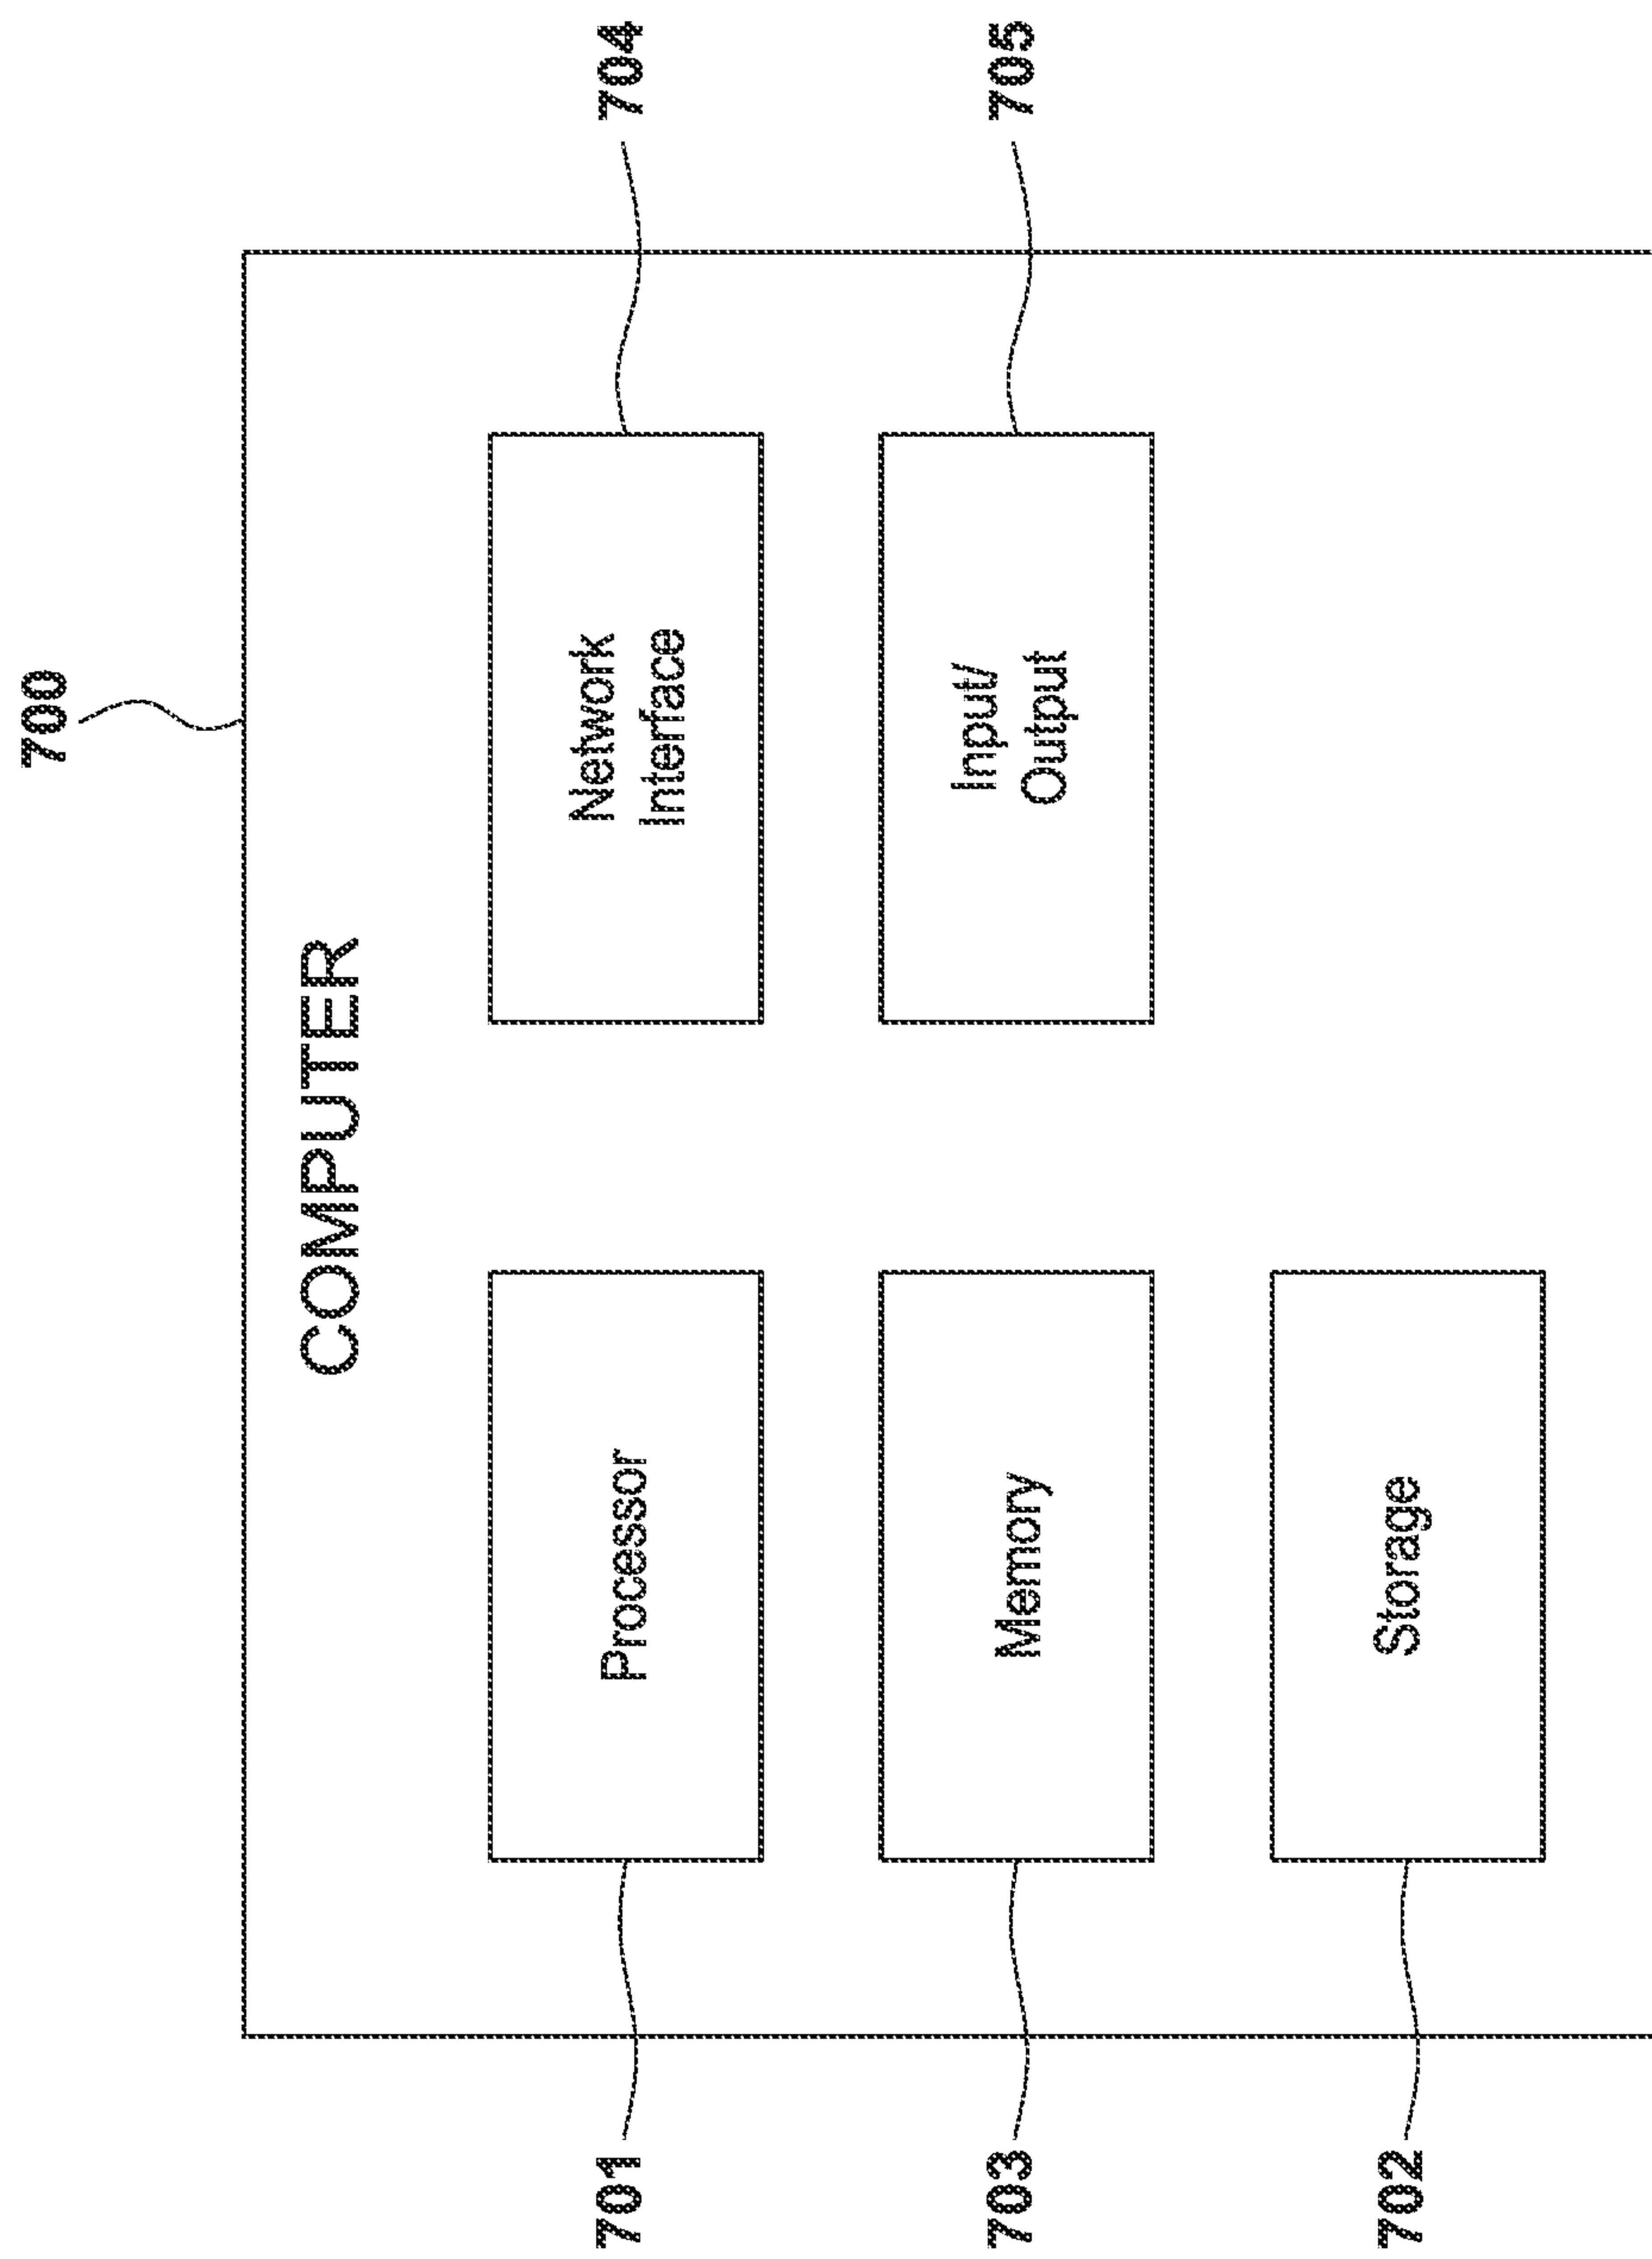 700
COMPUTER
701
Processor
Network
Interface
704
703
Memory
Input/
Output
705
702
Storage